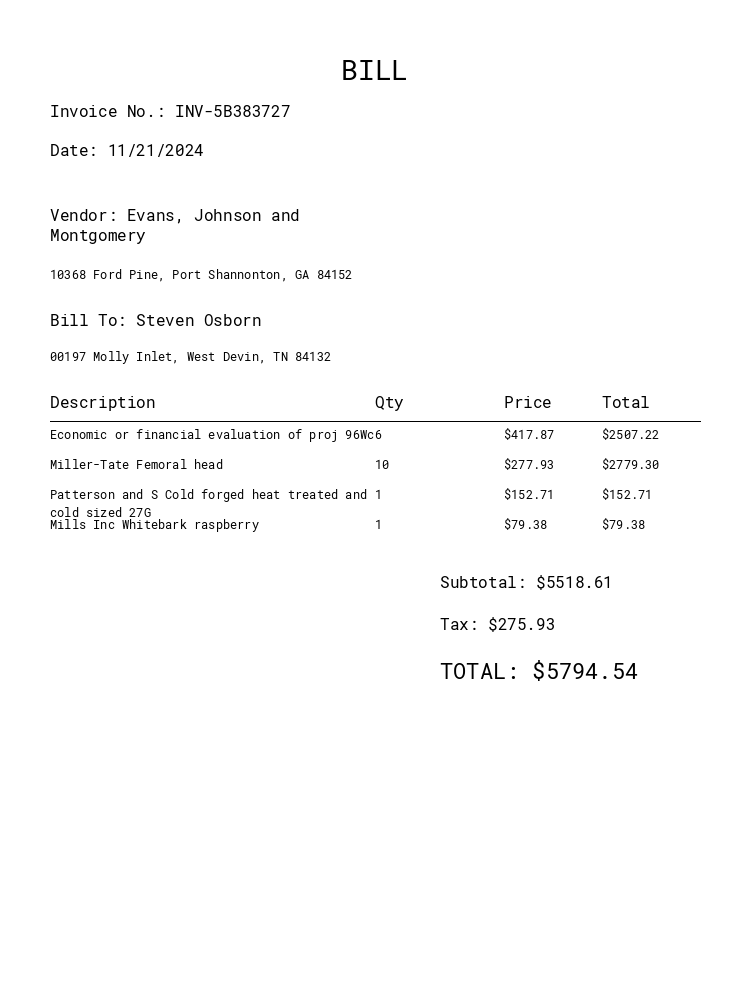 BILL
Invoice No.: INV-5B383727
Date: 11/21/2024
Vendor: Evans, Johnson and
Montgomery
10368 Ford Pine, Port Shannonton, GA 84152
Bill To: Steven Osborn
00197 Molly Inlet, West Devin, TN 84132
Description Qty Price Total
Economic or financial evaluation of proj 96Wc 6 $417.87 $2507.22
Miller-Tate Femoral head 10 $277.93 $2779.30
Patterson and S Cold forged heat treated and 1 $152.71 $152.71
cold sized 27G
Mills Inc Whitebark raspberry 1 $79.38 $79.38
Subtotal: $5518.61
Tax: $275.93
TOTAL: $5794.54